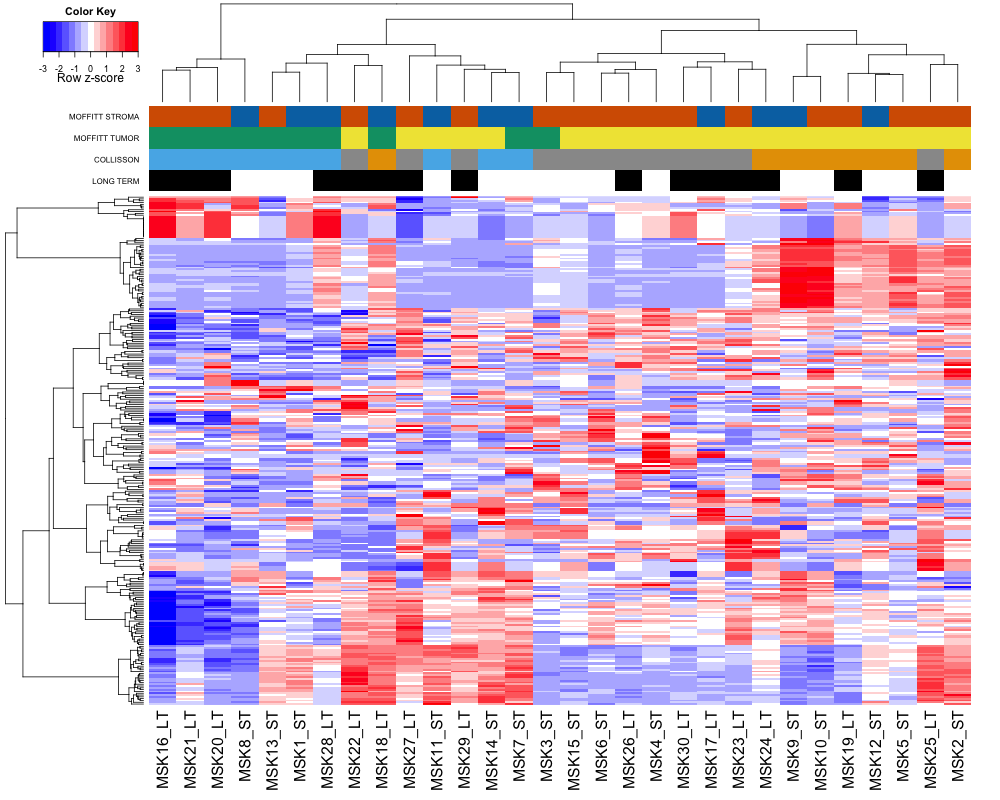 Color Key
-3 -2 -1 0 1 2 3
Row z-score
MOFFITT STROMA
MOFFITT TUMOR
COLLISSON
LONG TERM
MSK16_LT
MSK21_LT
MSK20_LT
MSK8_ST
MSK13_ST
MSK1_ST
MSK28_LT
MSK22_LT
MSK18_LT
MSK27_LT
MSK11_ST
MSK29_LT
MSK14_ST
MSK7_ST
MSK3_ST
MSK15_ST
MSK6_ST
MSK26_LT
MSK4_ST
MSK30_LT
MSK17_LT
MSK23_LT
MSK24_LT
MSK9_ST
MSK10_ST
MSK19_LT
MSK12_ST
MSK5_ST
MSK25_LT
MSK2_ST